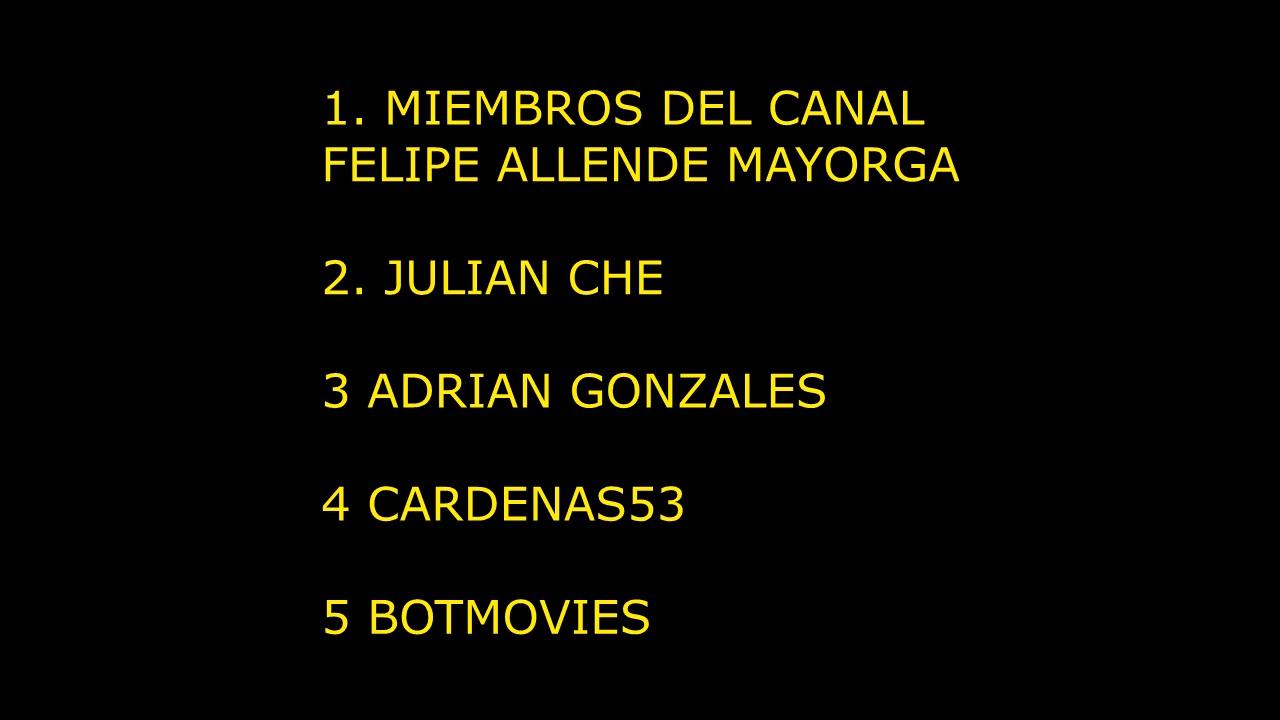 1. MIEMBROS DEL CANAL
FELIPE ALLENDE MAYORGA
2. JULIAN CHE
3 ADRIAN GONZALES
4 CARDENAS53
5 BOTMOVIES